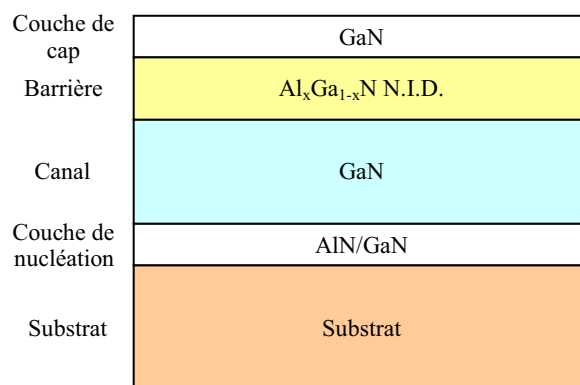 Couche de
cap
GaN
Barrière
AlxGa1-xN N.I.D.
Canal
GaN
Couche de
nucléation
AlN/GaN
Substrat
Substrat